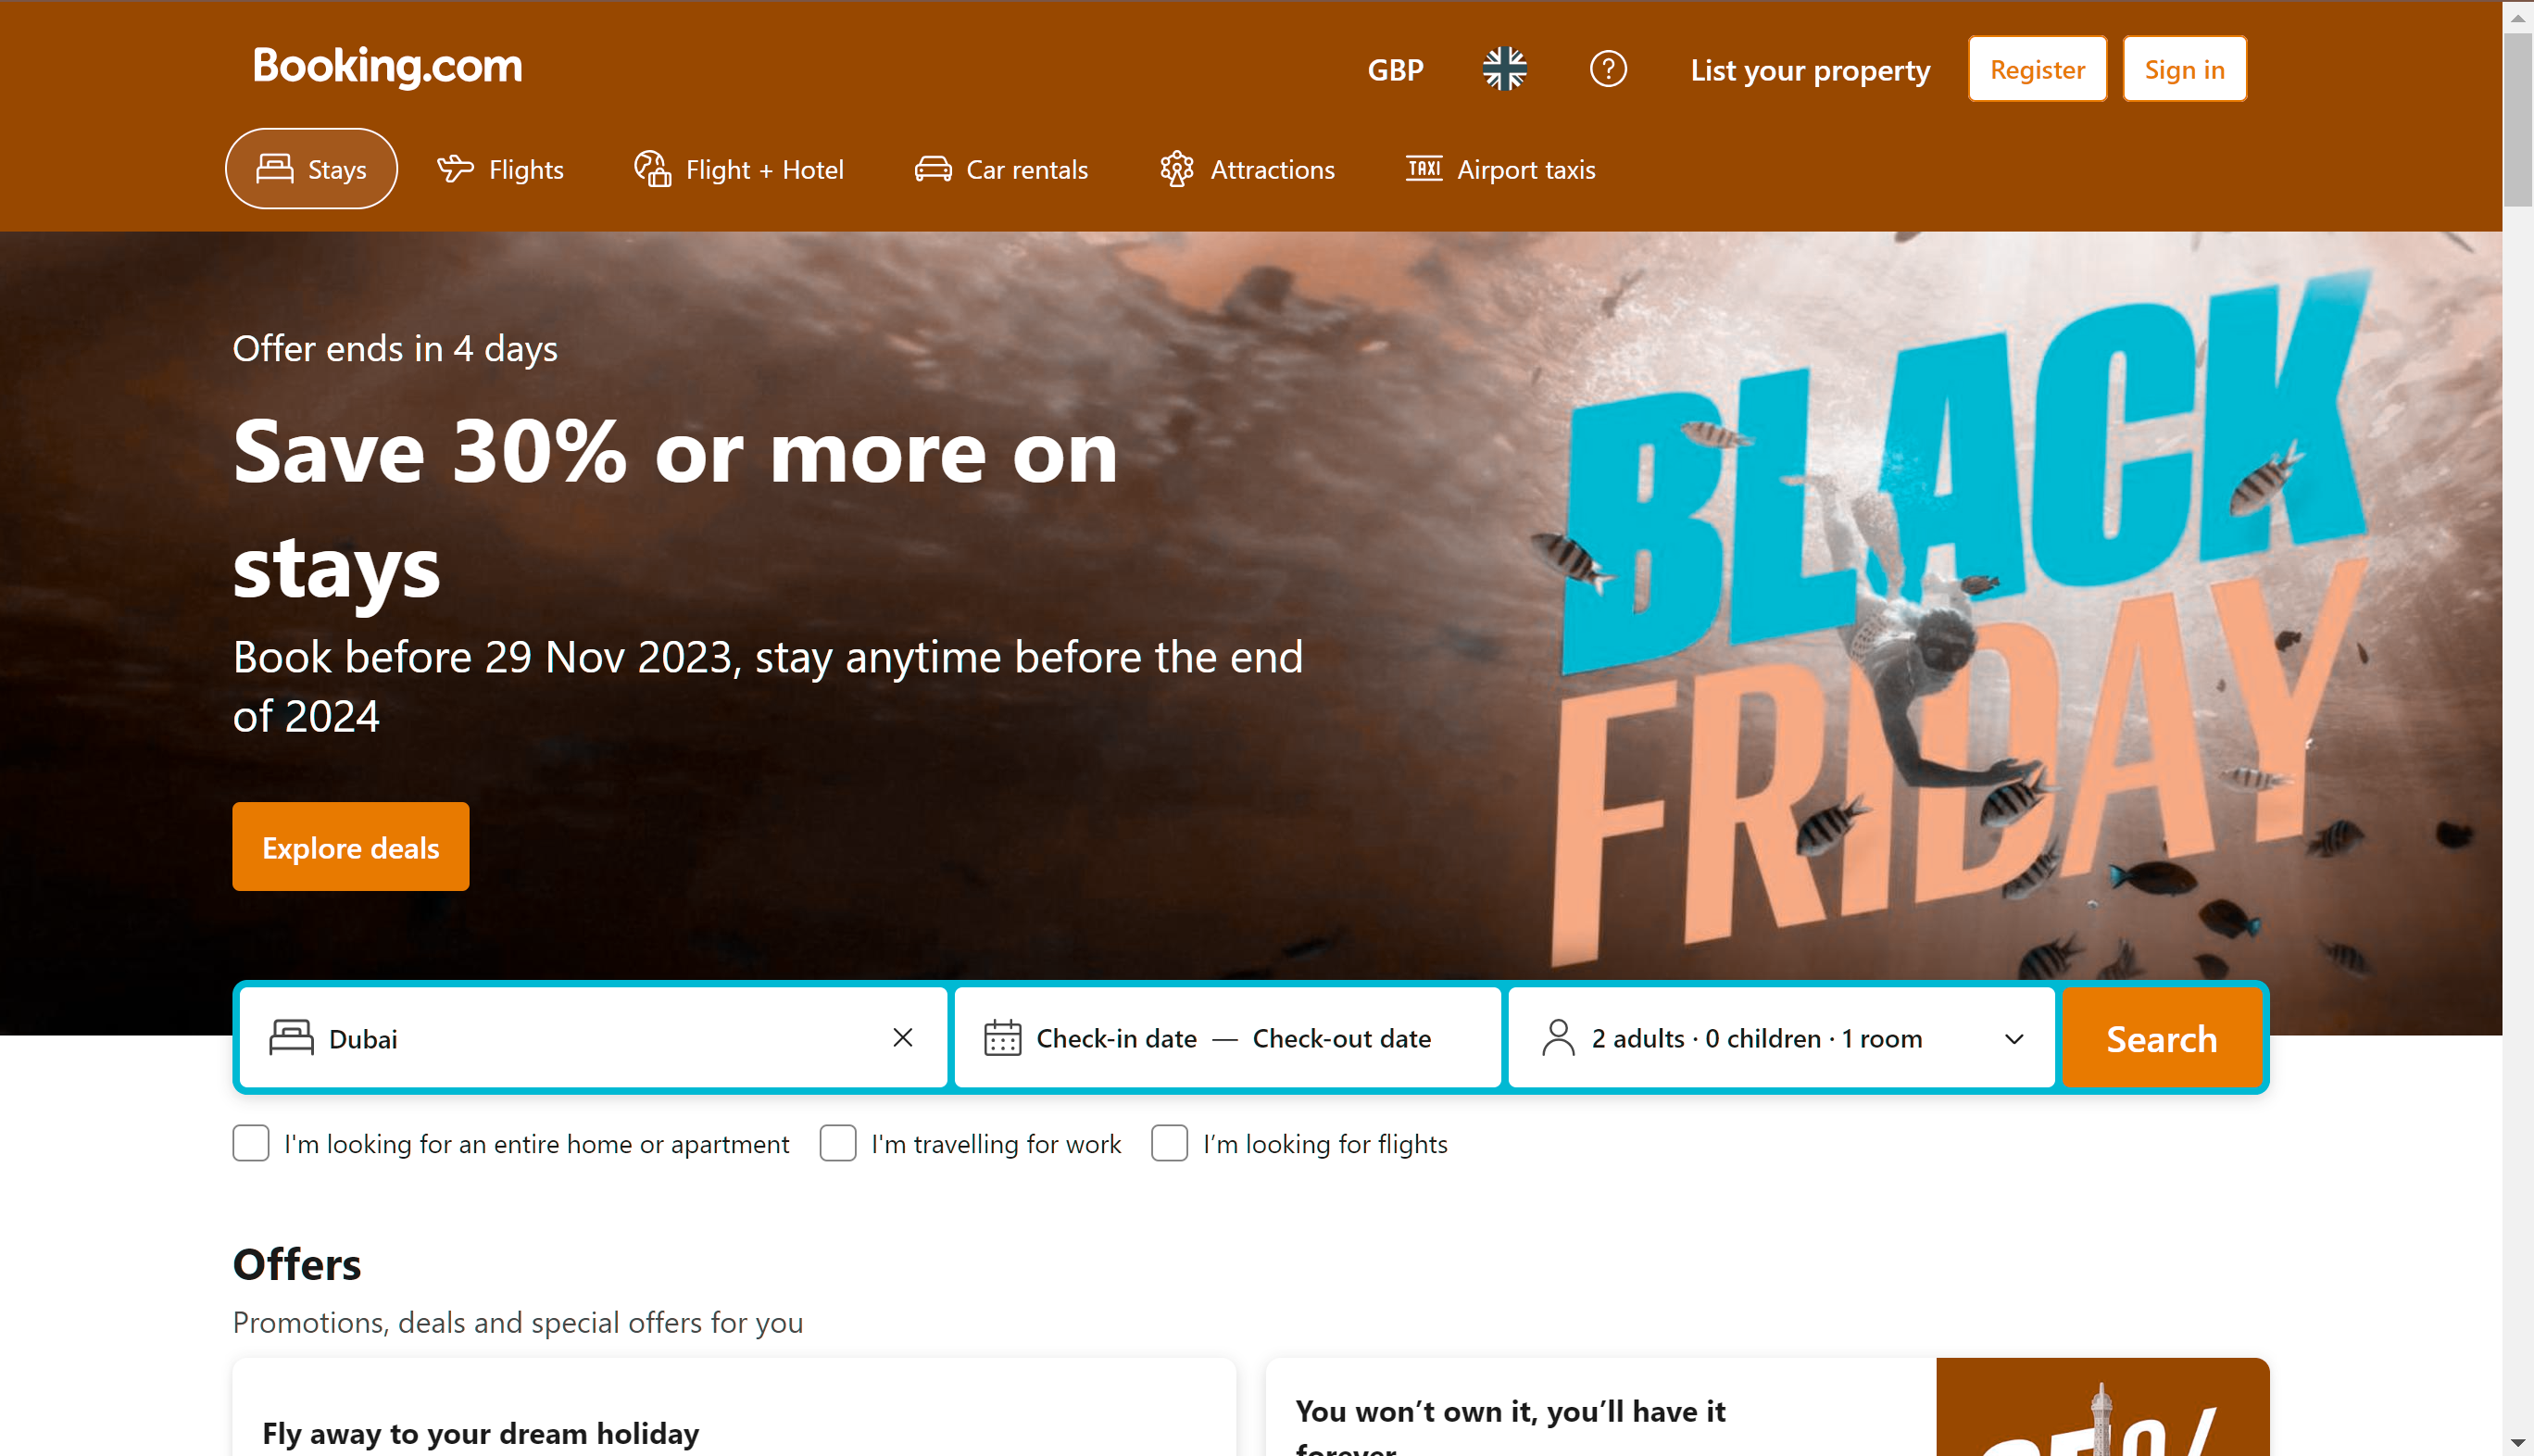 Booking.com
GBP
List your property
Register
Sign in
Stays
Flights
Flight + Hotel
Car rentals
Attractions
TAXI Airport taxis
Offer ends in 4 days
Save 30% or more on
stays
Book before 29 Nov 2023, stay anytime before the end
of 2024
Explore deals
BLACK
FRIDAY
Dubai
Check-in date — Check-out date
2 adults · 0 children · 1 room
Search
I'm looking for an entire home or apartment
I'm travelling for work
I’m looking for flights
Offers
Promotions, deals and special offers for you
Fly away to your dream holiday
You won’t own it, you’ll have it
forever